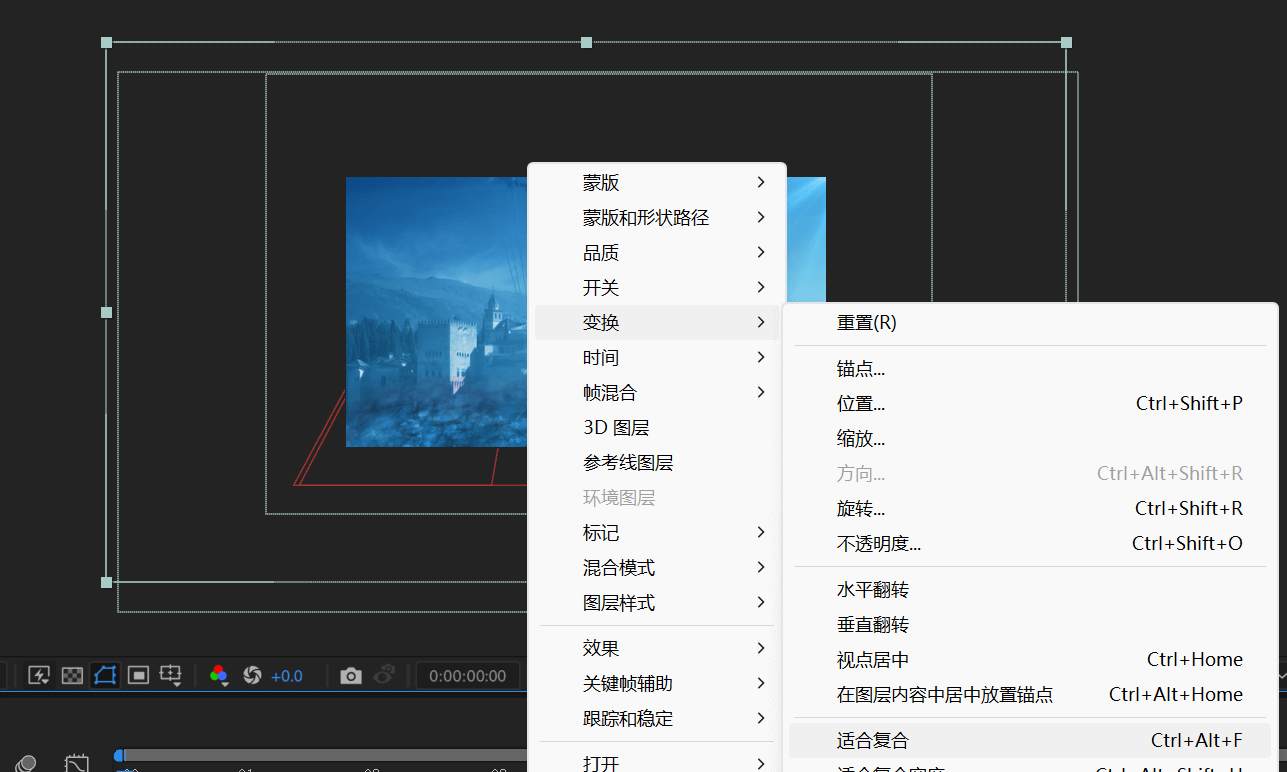 蒙版
蒙版和形状路径
品质
开关
变换
时间
帧混合
3D 图层
参考线图层
环境图层
标记
混合模式
图层样式
效果
关键帧辅助
跟踪和稳定
打开
重置(R)
锚点...
位置... Ctrl+Shift+P
缩放...
方向... Ctrl+Alt+Shift+R
旋转... Ctrl+Shift+R
不透明度... Ctrl+Shift+O
水平翻转
垂直翻转
视点居中 Ctrl+Home
在图层内容中居中放置锚点 Ctrl+Alt+Home
适合复合 Ctrl+Alt+F
+0.0
0:00:00:00